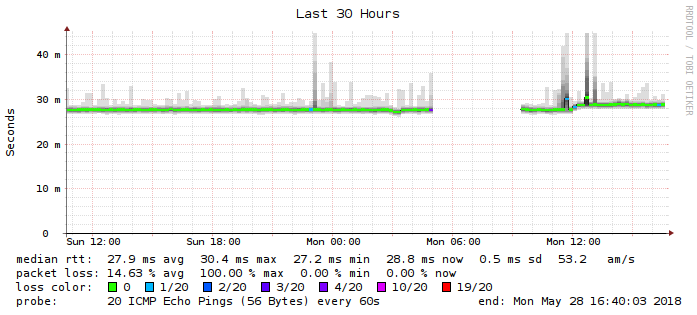 Last 30 Hours
RRDTOOL / TOBI OETIKER
Seconds
40 m
30 m
20 m
10 m
0
Sun 12:00 Sun 18:00 Mon 00:00 Mon 06:00 Mon 12:00
median rtt: 27.9 ms avg 30.4 ms max 27.2 ms min 28.8 ms now 0.5 ms sd 53.2 am/s
packet loss: 14.63 % avg 100.00 % max 0.00 % min 0.00 % now
loss color: 0 1/20 2/20 3/20 4/20 10/20 19/20
probe: 20 ICMP Echo Pings (56 Bytes) every 60s end: Mon May 28 16:40:03 2018